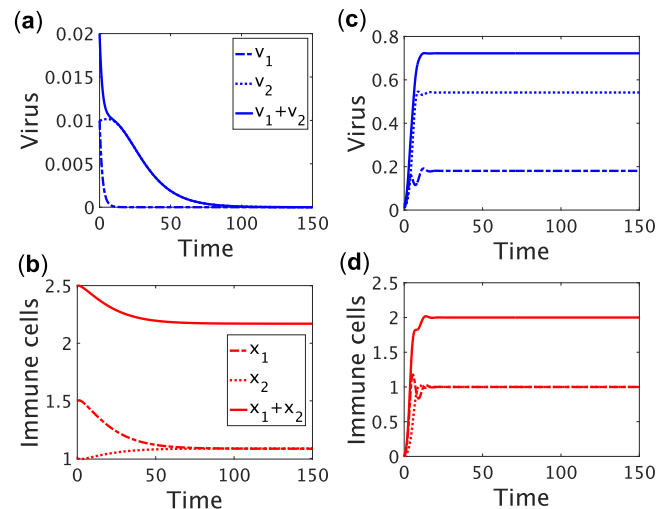 (a)
0.02
0.015
0.01
0.005
0
Virus
0 50 100 150
Time
v1
v2
v1+v2
(c)
0.8
0.6
0.4
0.2
0
Virus
0 50 100 150
Time
(b)
2.5
2
1.5
1
Immune cells
0 50 100 150
Time
x1
x2
x1+x2
(d)
2.5
2
1.5
1
0.5
0
Immune cells
0 50 100 150
Time